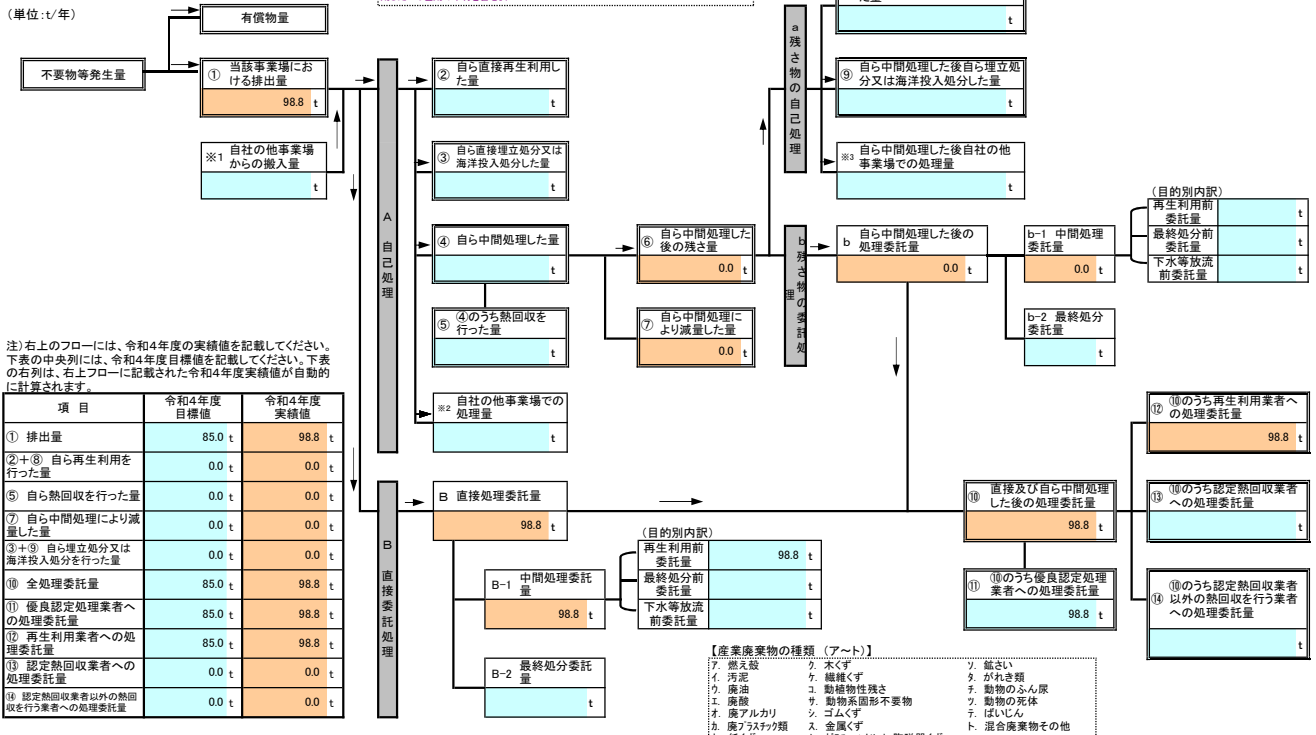 (単位:t/年)
有償物量
不要物等発生量
① 当該事業場にお
ける排出量
98.8 t
※1 自社の他事業場
からの搬入量
t
A 自己処理
② 自ら直接再生利用し
た量
t
③ 自ら直接埋立処分又は
海洋投入処分した量
t
④ 自ら中間処理した量
t
⑤ ④のうち熱回収を
行った量
t
※2 自社の他事業場での
処理量
t
⑥ 自ら中間処理した
後の残さ量
0.0 t
⑦ 自ら中間処理に
より減量した量
0.0 t
a 残さ物の自己処理
t
⑨ 自ら中間処理した後自ら埋立処
分又は海洋投入処分した量
t
※3 自ら中間処理した後自社の他
事業場での処理量
t
b 残さ物の委託処理
b 自ら中間処理した後の
処理委託量
0.0 t
b-1 中間処理
委託量
0.0 t
b-2 最終処分
委託量
t
(目的別内訳)
再生利用前
委託量
t
最終処分前
委託量
t
下水等放流
前委託量
t
注)右上のフローには、令和4年度の実績値を記載してください。
下表の中央列には、令和4年度目標値を記載してください。下表
の右列は、右上フローに記載された令和4年度実績値が自動的
に計算されます。
項 目 令和4年度目標値 令和4年度実績値
① 排出量 85.0 t 98.8 t
②+⑧ 自ら再生利用を
行った量 0.0 t 0.0 t
⑤ 自ら熱回収を行った量 0.0 t 0.0 t
⑦ 自ら中間処理により減
量した量 0.0 t 0.0 t
③+⑨ 自ら埋立処分又は
海洋投入処分を行った量 0.0 t 0.0 t
⑩ 全処理委託量 85.0 t 98.8 t
⑪ 優良認定処理業者へ
の処理委託量 85.0 t 98.8 t
⑫ 再生利用業者への処
理委託量 85.0 t 98.8 t
⑬ 認定熱回収業者への
処理委託量 0.0 t 0.0 t
⑭ 認定熱回収業者以外の熱回
収を行う業者への処理委託量 0.0 t 0.0 t
B 直接委託処理
B 直接処理委託量
98.8 t
B-1 中間処理委託
量
98.8 t
B-2 最終処分委託
量
t
(目的別内訳)
再生利用前
委託量
98.8 t
最終処分前
委託量
t
下水等放流
前委託量
t
⑩ 直接及び自ら中間処理
した後の処理委託量
98.8 t
⑪ ⑩のうち優良認定処理
業者への処理委託量
98.8 t
⑫ ⑩のうち再生利用業者へ
の処理委託量
98.8 t
⑬ ⑩のうち認定熱回収業者
への処理委託量
t
⑭ ⑩のうち認定熱回収業者
以外の熱回収を行う業者
への処理委託量
t
【産業廃棄物の種類 (ア~ト)】
ア. 燃え殻 ク. 木くず ソ. 鉱さい
イ. 汚泥 ケ. 繊維くず タ. がれき類
ウ. 廃油 コ. 動植物性残さ チ. 動物のふん尿
エ. 廃酸 サ. 動物系固形不要物 ツ. 動物の死体
オ. 廃アルカリ シ. ゴムくず テ. ばいじん
カ. 廃プラスチック類 ス. 金属くず ト. 混合廃棄物その他